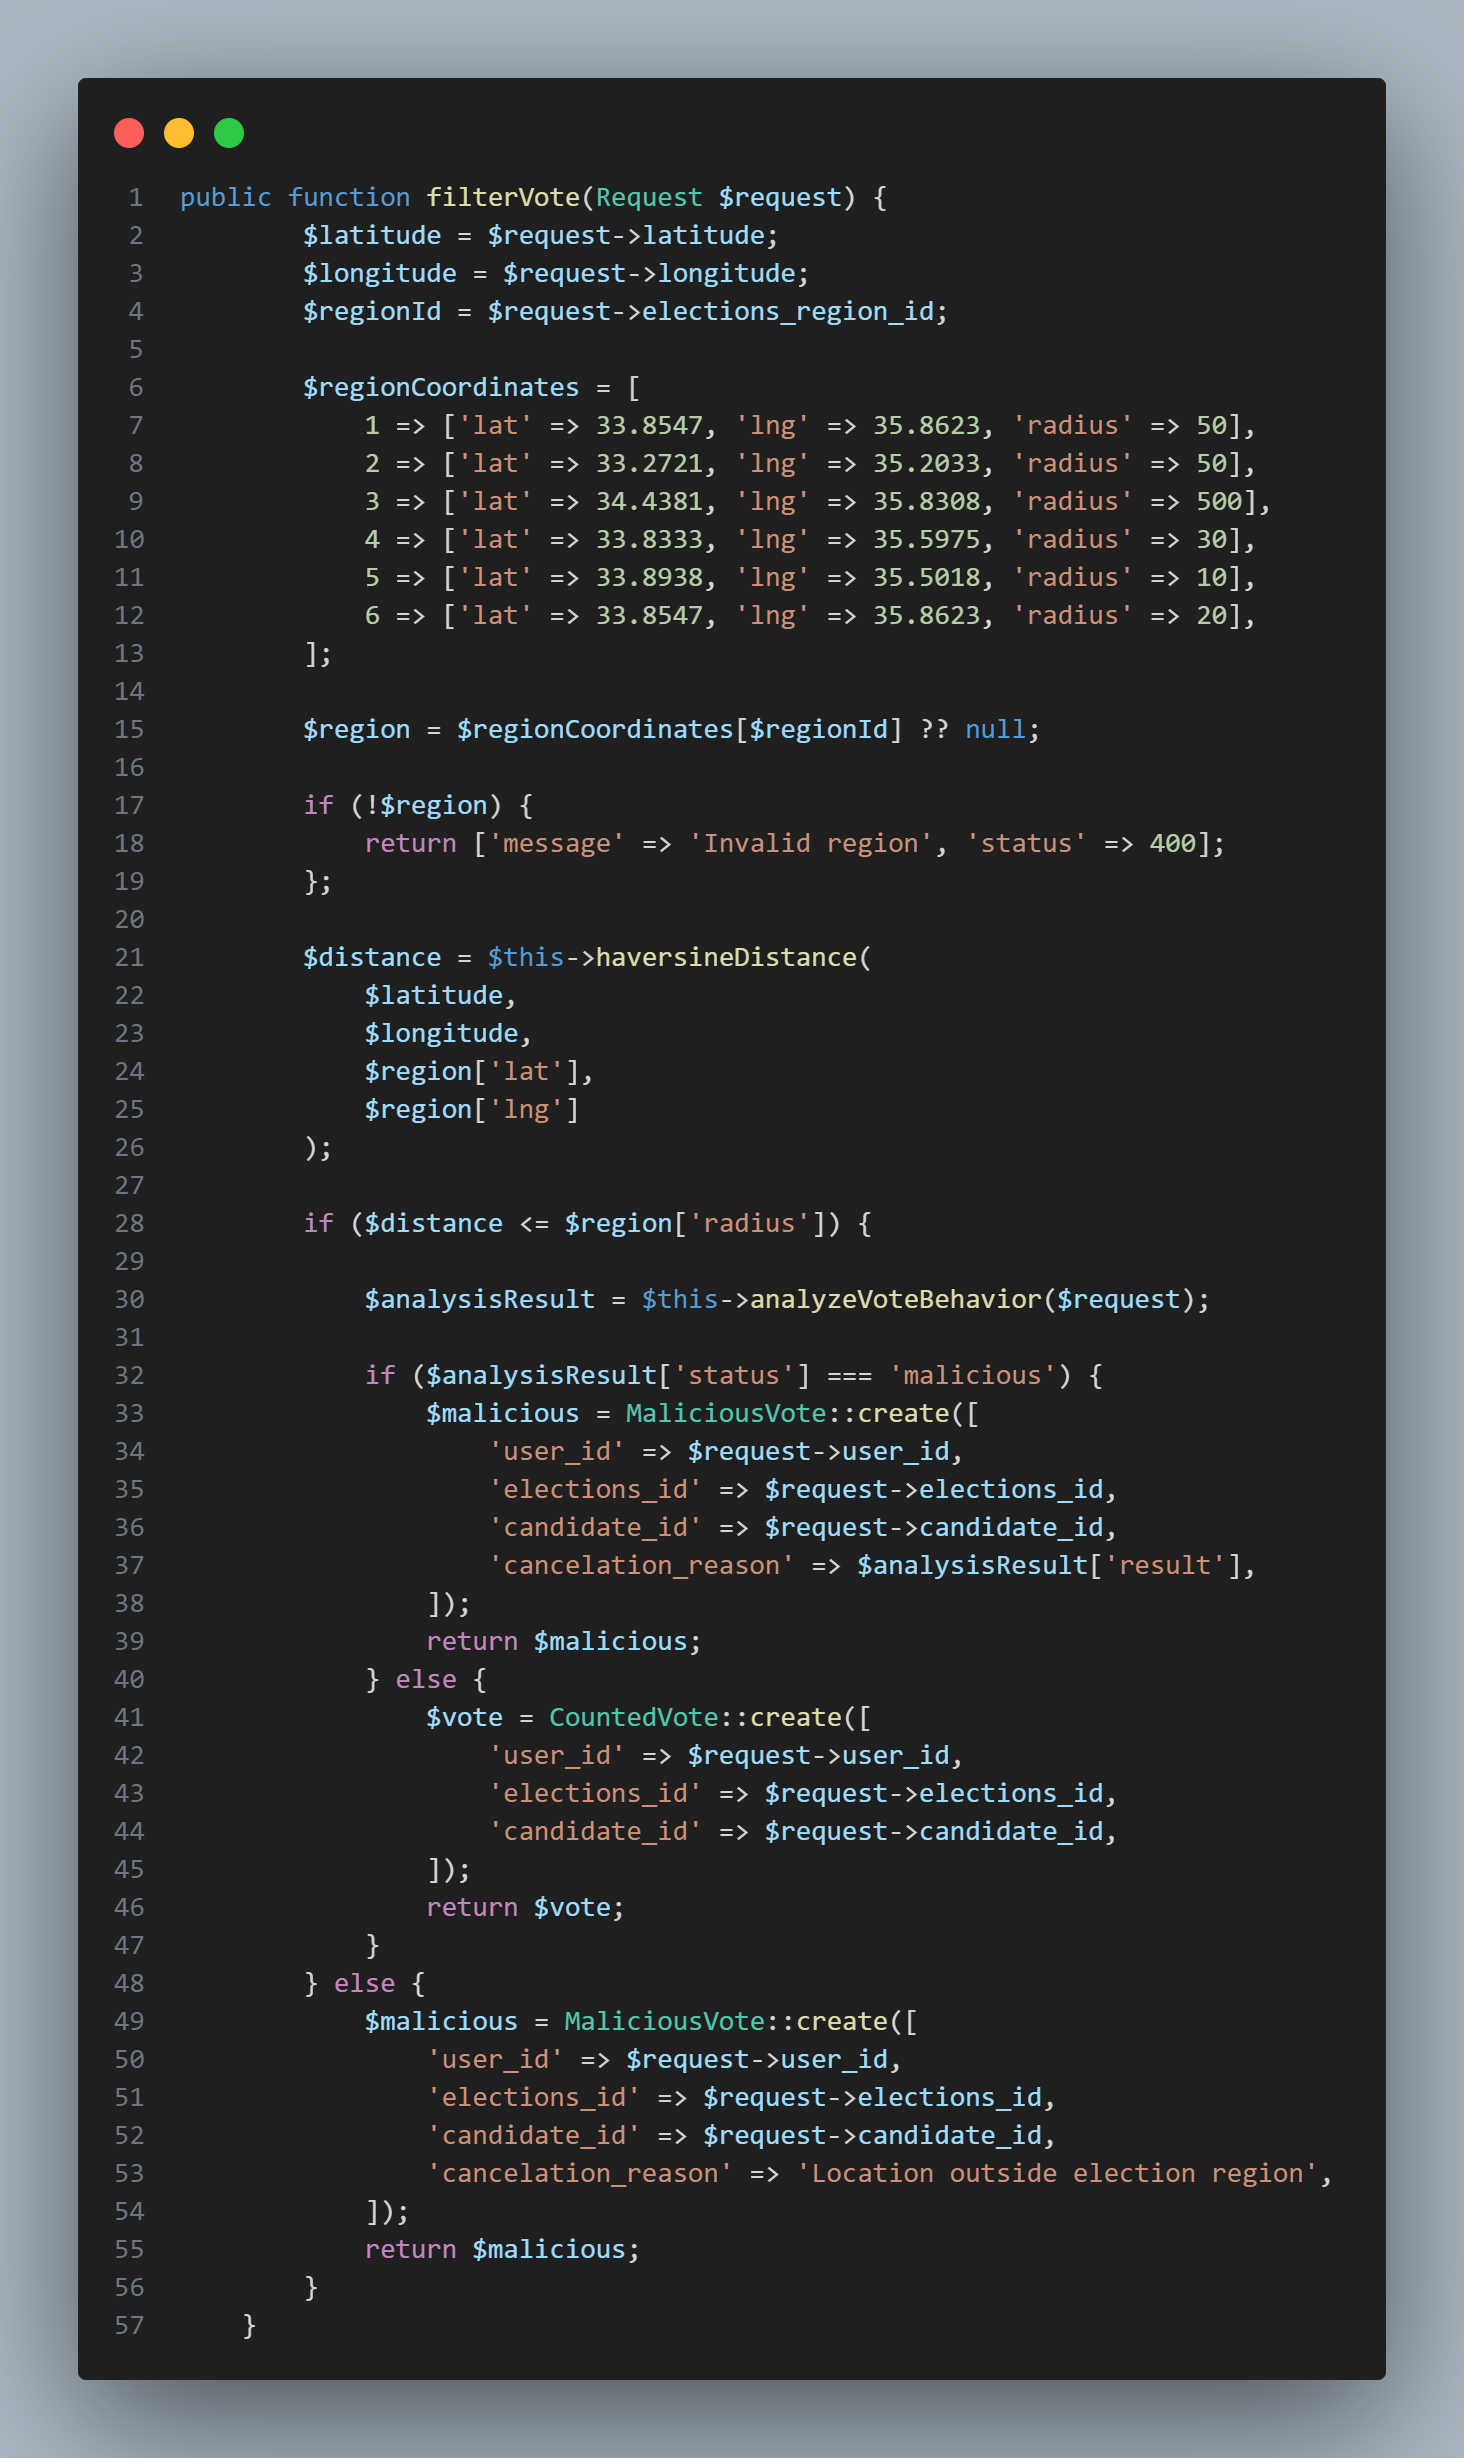 1 public function filterVote(Request $request) {
2         $latitude = $request->latitude;
3         $longitude = $request->longitude;
4         $regionId = $request->elections_region_id;
5
6         $regionCoordinates = [
7             1 => ['lat' => 33.8547, 'lng' => 35.8623, 'radius' => 50],
8             2 => ['lat' => 33.2721, 'lng' => 35.2033, 'radius' => 50],
9             3 => ['lat' => 34.4381, 'lng' => 35.8308, 'radius' => 500],
10             4 => ['lat' => 33.8333, 'lng' => 35.5975, 'radius' => 30],
11             5 => ['lat' => 33.8938, 'lng' => 35.5018, 'radius' => 10],
12             6 => ['lat' => 33.8547, 'lng' => 35.8623, 'radius' => 20],
13         ];
14
15         $region = $regionCoordinates[$regionId] ?? null;
16
17         if (!$region) {
18             return ['message' => 'Invalid region', 'status' => 400];
19         };
20
21         $distance = $this->haversineDistance(
22             $latitude,
23             $longitude,
24             $region['lat'],
25             $region['lng']
26         );
27
28         if ($distance <= $region['radius']) {
29
30             $analysisResult = $this->analyzeVoteBehavior($request);
31
32             if ($analysisResult['status'] === 'malicious') {
33                 $malicious = MaliciousVote::create([
34                     'user_id' => $request->user_id,
35                     'elections_id' => $request->elections_id,
36                     'candidate_id' => $request->candidate_id,
37                     'cancelation_reason' => $analysisResult['result'],
38                 ]);
39                 return $malicious;
40             } else {
41                 $vote = CountedVote::create([
42                     'user_id' => $request->user_id,
43                     'elections_id' => $request->elections_id,
44                     'candidate_id' => $request->candidate_id,
45                 ]);
46                 return $vote;
47             }
48         } else {
49             $malicious = MaliciousVote::create([
50                 'user_id' => $request->user_id,
51                 'elections_id' => $request->elections_id,
52                 'candidate_id' => $request->candidate_id,
53                 'cancelation_reason' => 'Location outside election region',
54             ]);
55             return $malicious;
56         }
57     }